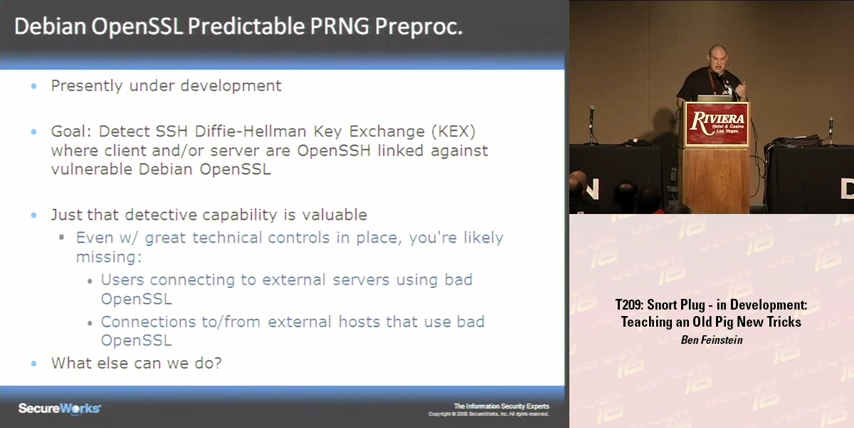 Debian OpenSSL Predictable PRNG Preproc.
Presently under development
Goal: Detect SSH Diffie-Hellman Key Exchange (KEX)
where client and/or server are OpenSSH linked against
vulnerable Debian OpenSSL
Just that detective capability is valuable
Even w/ great technical controls in place, you're likely
missing:
Users connecting to external servers using bad
OpenSSL
Connections to/from external hosts that use bad
OpenSSL
What else can we do?
SecureWorks
The Information Security Experts
Copyright © 2008 SecureWorks, Inc. All rights reserved.
RIVIERA
Hotel & Casino
Las Vegas
N
D
T209: Snort Plug - in Development:
Teaching an Old Pig New Tricks
Ben Feinstein